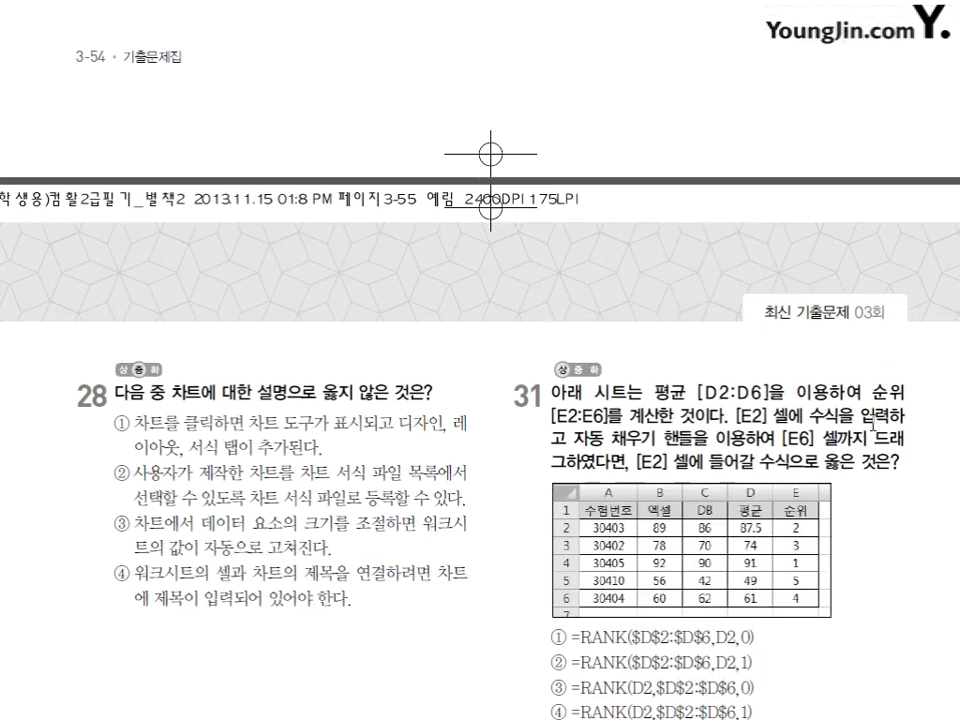 YoungJin.com Y.
3-54 • 기출문제집
학생용)컴활2급필기_별책2 2013.11.15 01:8 PM 페이지3-55 예림 2400DPI 175LPI
최신 기출문제 03회
상 중 하
28 다음 중 차트에 대한 설명으로 옳지 않은 것은?
① 차트를 클릭하면 차트 도구가 표시되고 디자인, 레
이아웃, 서식 탭이 추가된다.
② 사용자가 제작한 차트를 차트 서식 파일 목록에서
선택할 수 있도록 차트 서식 파일로 등록할 수 있다.
③ 차트에서 데이터 요소의 크기를 조절하면 워크시
트의 값이 자동으로 고쳐진다.
④ 워크시트의 셀과 차트의 제목을 연결하려면 차트
에 제목이 입력되어 있어야 한다.
상 중 하
31 아래 시트는 평균 [D2:D6]을 이용하여 순위
[E2:E6]를 계산한 것이다. [E2] 셀에 수식을 입력하
고 자동 채우기 핸들을 이용하여 [E6] 셀까지 드래
그하였다면, [E2] 셀에 들어갈 수식으로 옳은 것은?
A B C D E
1 수험번호 엑셀 DB 평균 순위
2 30403 89 86 87.5 2
3 30402 78 70 74 3
4 30405 92 90 91 1
5 30410 56 42 49 5
6 30404 60 62 61 4
7
① =RANK($D$2:$D$6,D2,0)
② =RANK($D$2:$D$6,D2,1)
③ =RANK(D2,$D$2:$D$6,0)
④ =RANK(D2,$D$2:$D$6,1)